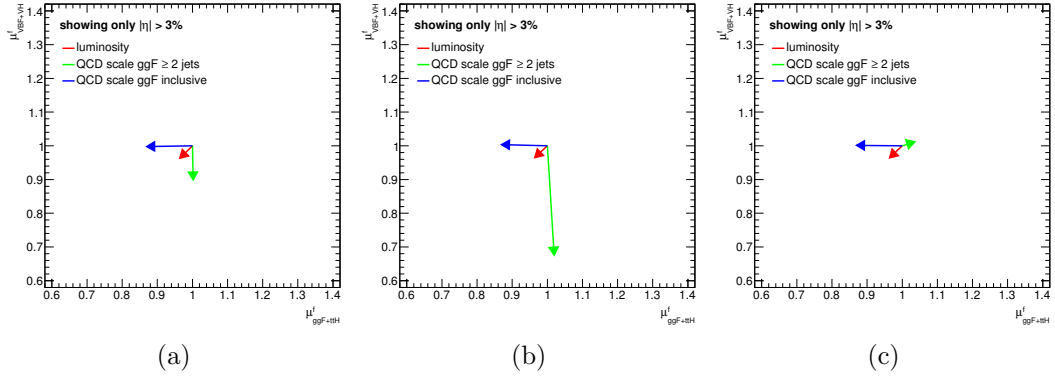 μ^f_VBF+VH
1.4
1.3
1.2
1.1
1
0.9
0.8
0.7
0.6
showing only |η| > 3%
luminosity
QCD scale ggF ≥ 2 jets
QCD scale ggF inclusive
0.6 0.7 0.8 0.9 1 1.1 1.2 1.3 1.4
μ^f_ggF+ttH
(a)
μ^f_VBF+VH
1.4
1.3
1.2
1.1
1
0.9
0.8
0.7
0.6
showing only |η| > 3%
luminosity
QCD scale ggF ≥ 2 jets
QCD scale ggF inclusive
0.6 0.7 0.8 0.9 1 1.1 1.2 1.3 1.4
μ^f_ggF+ttH
(b)
μ^f_VBF+VH
1.4
1.3
1.2
1.1
1
0.9
0.8
0.7
0.6
showing only |η| > 3%
luminosity
QCD scale ggF ≥ 2 jets
QCD scale ggF inclusive
0.6 0.7 0.8 0.9 1 1.1 1.2 1.3 1.4
μ^f_ggF+ttH
(c)